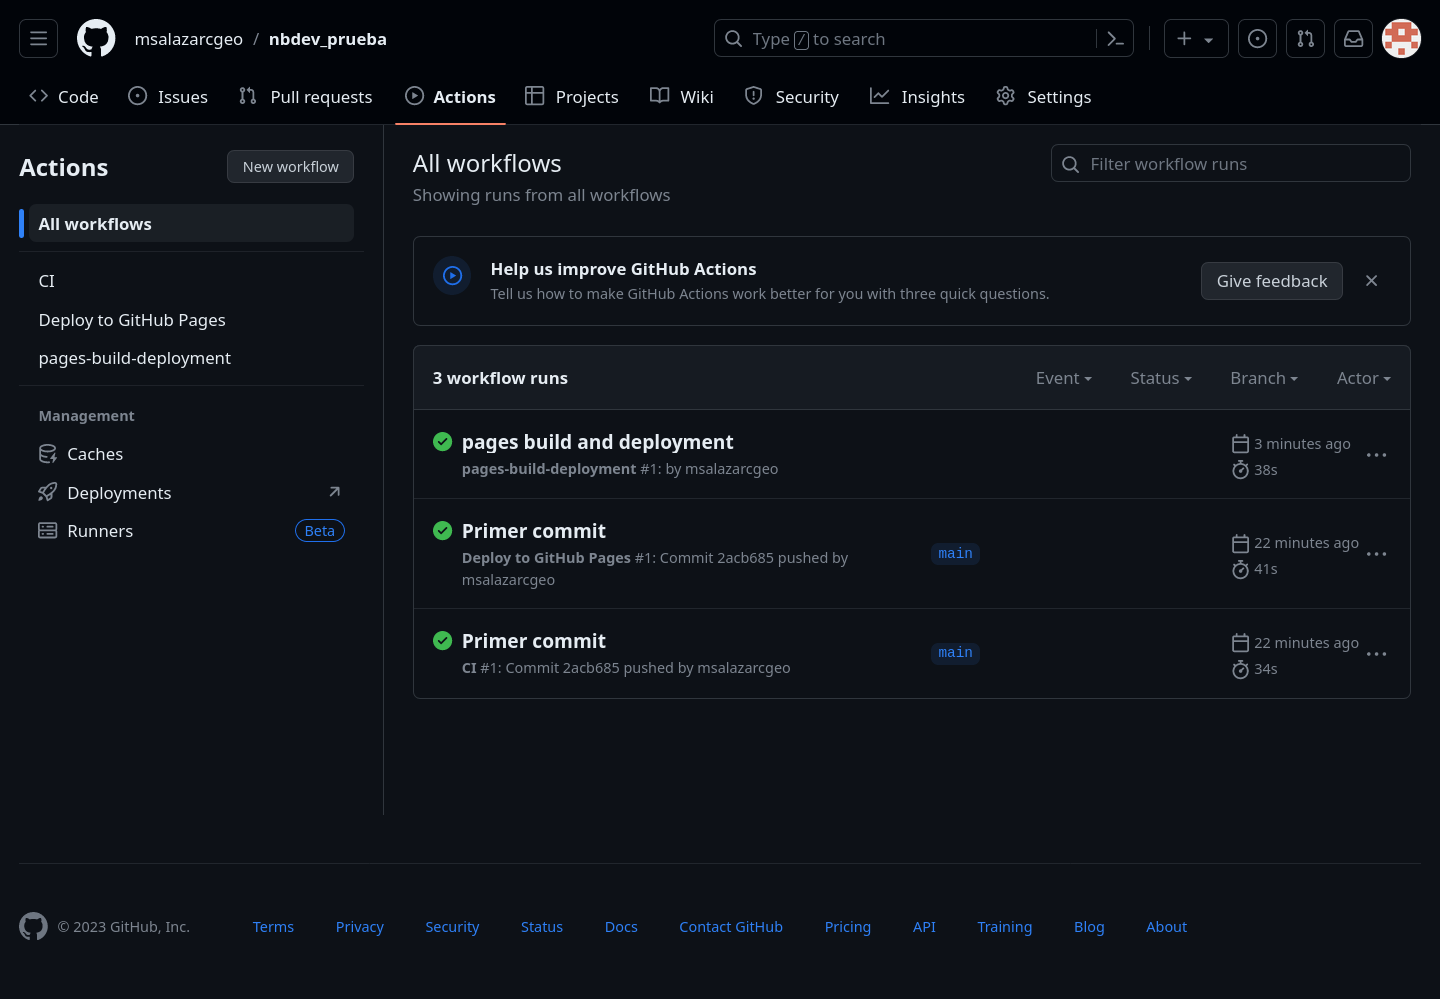 msalazarcgeo / nbdev_prueba
Type / to search
Code
Issues
Pull requests
Actions
Projects
Wiki
Security
Insights
Settings
Actions
New workflow
All workflows
CI
Deploy to GitHub Pages
pages-build-deployment
Management
Caches
Deployments
Runners
Beta
All workflows
Showing runs from all workflows
Filter workflow runs
Help us improve GitHub Actions
Tell us how to make GitHub Actions work better for you with three quick questions.
Give feedback
3 workflow runs
Event
Status
Branch
Actor
pages build and deployment
pages-build-deployment #1: by msalazarcgeo
3 minutes ago
38s
Primer commit
Deploy to GitHub Pages #1: Commit 2acb685 pushed by
msalazarcgeo
main
22 minutes ago
41s
Primer commit
CI #1: Commit 2acb685 pushed by msalazarcgeo
main
22 minutes ago
34s
© 2023 GitHub, Inc.
Terms
Privacy
Security
Status
Docs
Contact GitHub
Pricing
API
Training
Blog
About